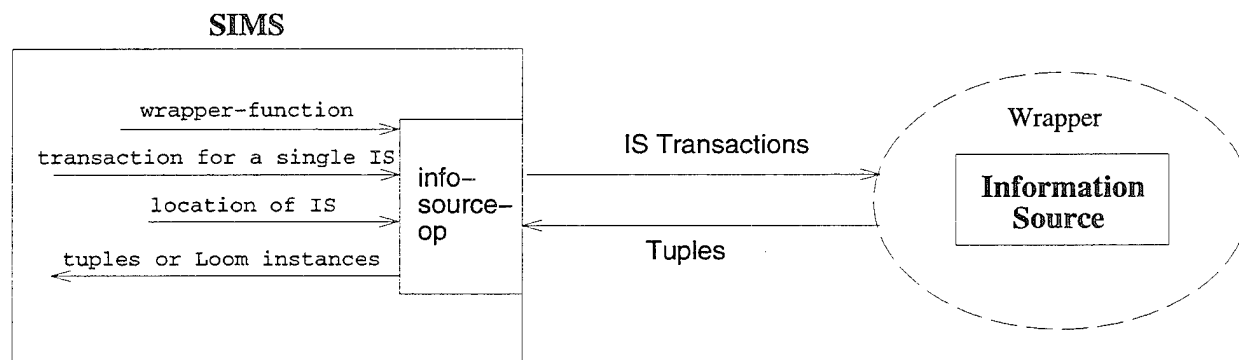 SIMS
wrapper-function
transaction for a single IS
location of IS
tuples or Loom instances
info-
source-
op
IS Transactions
Tuples
Wrapper
Information
Source